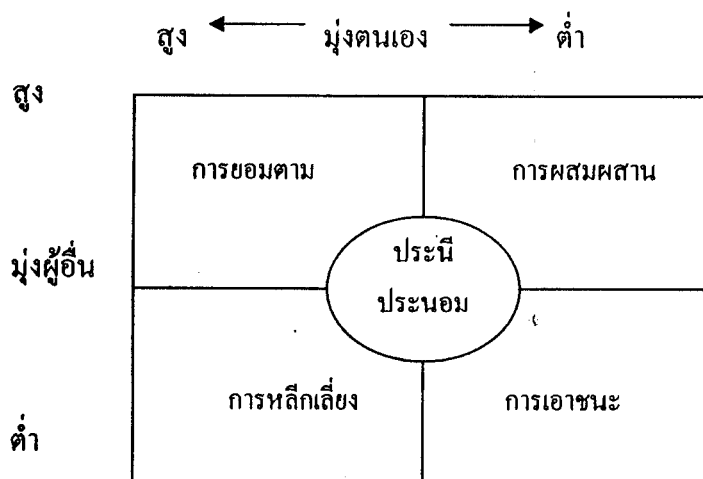 สูง มุ่งตนเอง ต่ำ
สูง
การยอมตาม การผสมผสาน
มุ่งผู้อื่น
ประนี
ประนอม
การหลีกเลี่ยง การเอาชนะ
ต่ำ